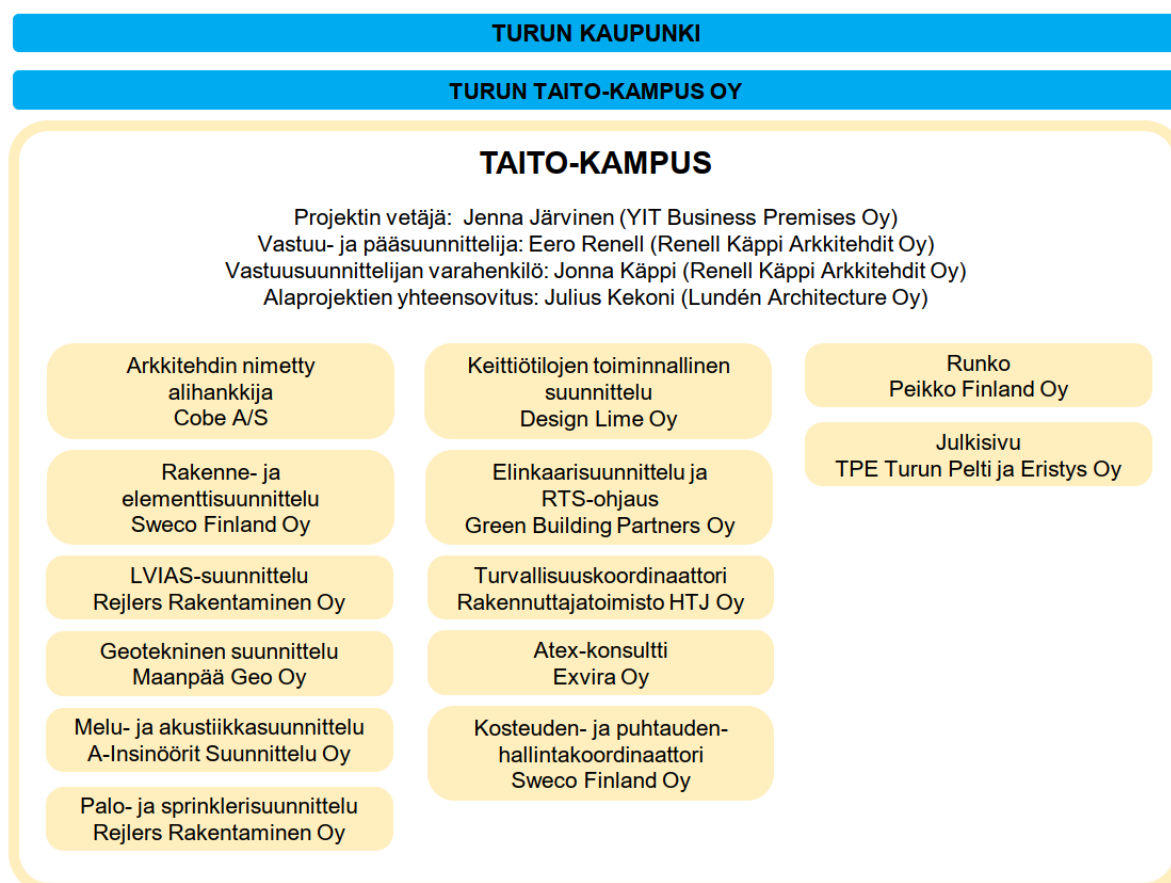 TURUN KAUPUNKI
TURUN TAITO-KAMPUS OY
TAITO-KAMPUS
Projektin vetäjä: Jenna Järvinen (YIT Business Premises Oy)
Vastuu- ja pääsuunnittelija: Eero Renell (Renell Käppi Arkkitehdit Oy)
Vastuusuunnittelijan varahenkilö: Jonna Käppi (Renell Käppi Arkkitehdit Oy)
Alaprojektien yhteensovitus: Julius Kekoni (Lundén Architecture Oy)
Arkkitehdin nimetty
alihankkija
Cobe A/S
Rakenne- ja
elementtisuunnittelu
Sweco Finland Oy
LVIAS-suunnittelu
Rejlers Rakentaminen Oy
Geotekninen suunnittelu
Maanpää Geo Oy
Melu- ja akustiikkasuunnittelu
A-Insinöörit Suunnittelu Oy
Palo- ja sprinklerisuunnittelu
Rejlers Rakentaminen Oy
Keittiötilojen toiminnallinen
suunnittelu
Design Lime Oy
Elinkaarisuunnittelu ja
RTS-ohjaus
Green Building Partners Oy
Turvallisuuskoordinaattori
Rakennuttajatoimisto HTJ Oy
Atex-konsultti
Exvira Oy
Kosteuden- ja puhtauden-
hallintakoordinaattori
Sweco Finland Oy
Runko
Peikko Finland Oy
Julkisivu
TPE Turun Pelti ja Eristys Oy